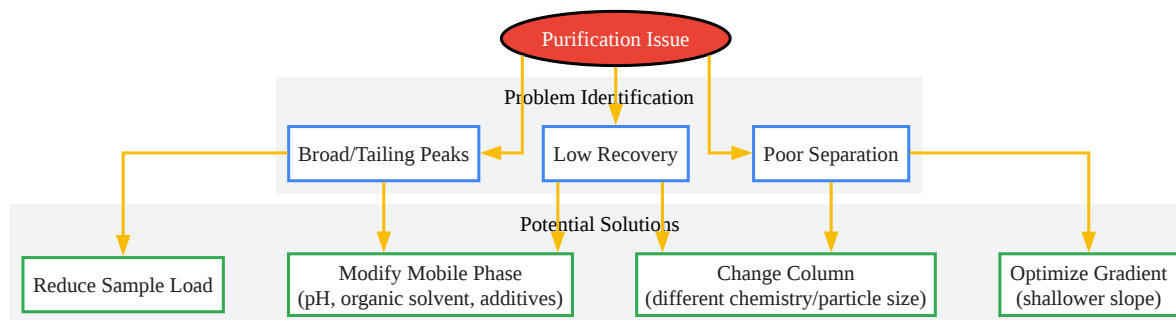 Purification Issue
Problem Identification
Broad/Tailing Peaks
Low Recovery
Poor Separation
Potential Solutions
Reduce Sample Load
Modify Mobile Phase
(pH, organic solvent, additives)
Change Column
(different chemistry/particle size)
Optimize Gradient
(shallower slope)